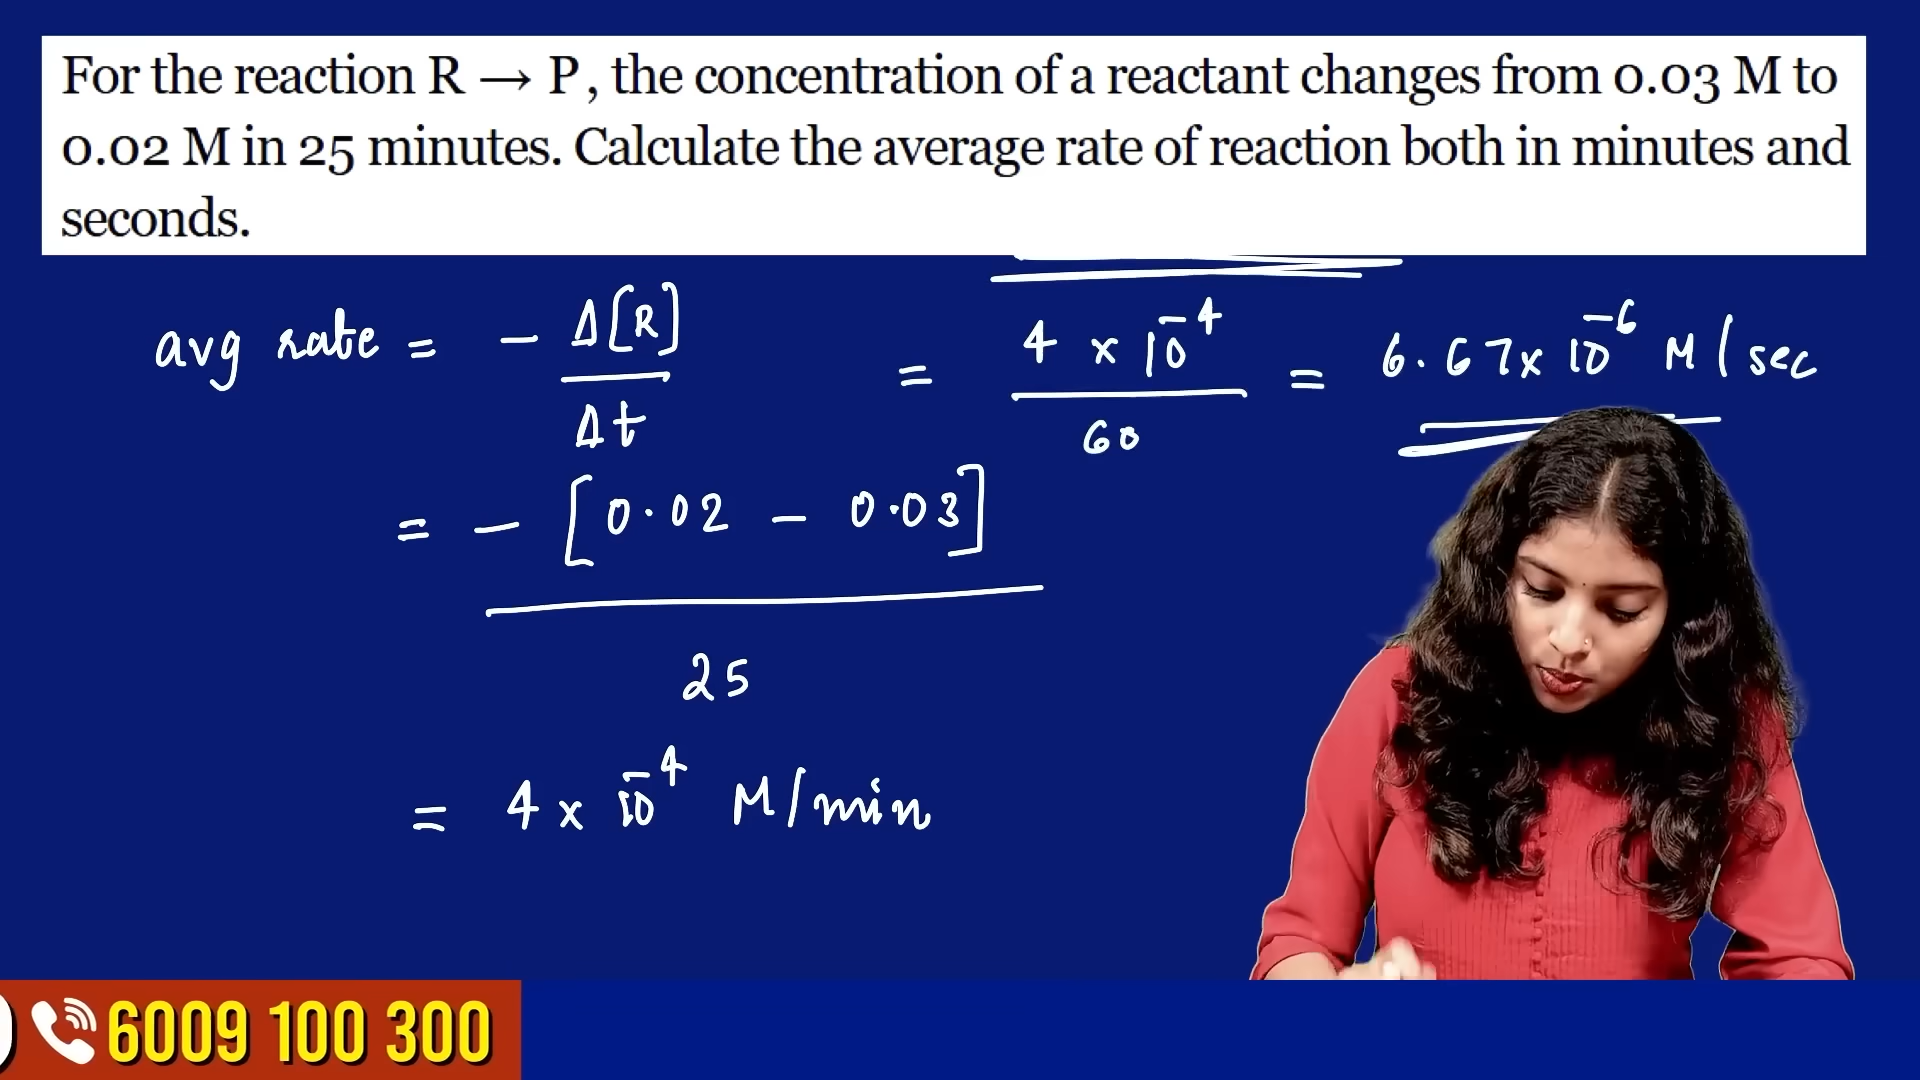 For the reaction R → P, the concentration of a reactant changes from 0.03 M to
0.02 M in 25 minutes. Calculate the average rate of reaction both in minutes and
seconds.
avg rate = - Δ[R]
Δt
= - [0.02 - 0.03]
25
= 4 x 10⁻⁴ M/min
= 4 x 10⁻⁴
60
= 6.67x 10⁻⁶ M/sec
6009 100 300